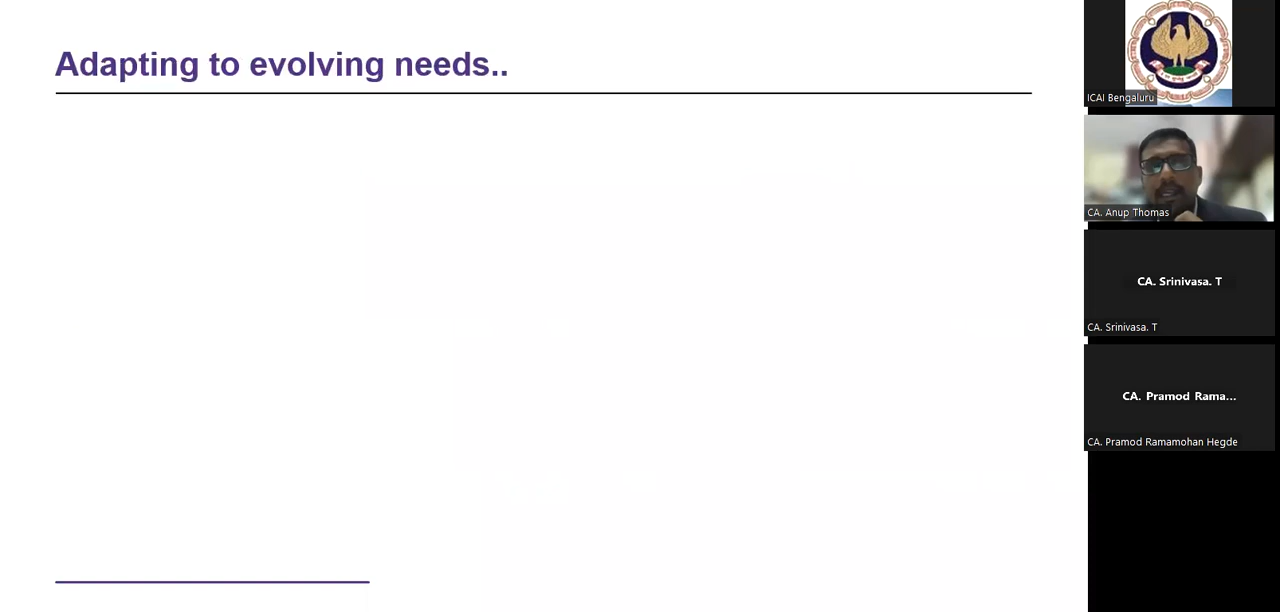 Adapting to evolving needs..
ICAI Bengaluru
CA. Anup Thomas
CA. Srinivasa. T
CA. Srinivasa. T
CA. Pramod Rama...
CA. Pramod Ramamohan Hegde